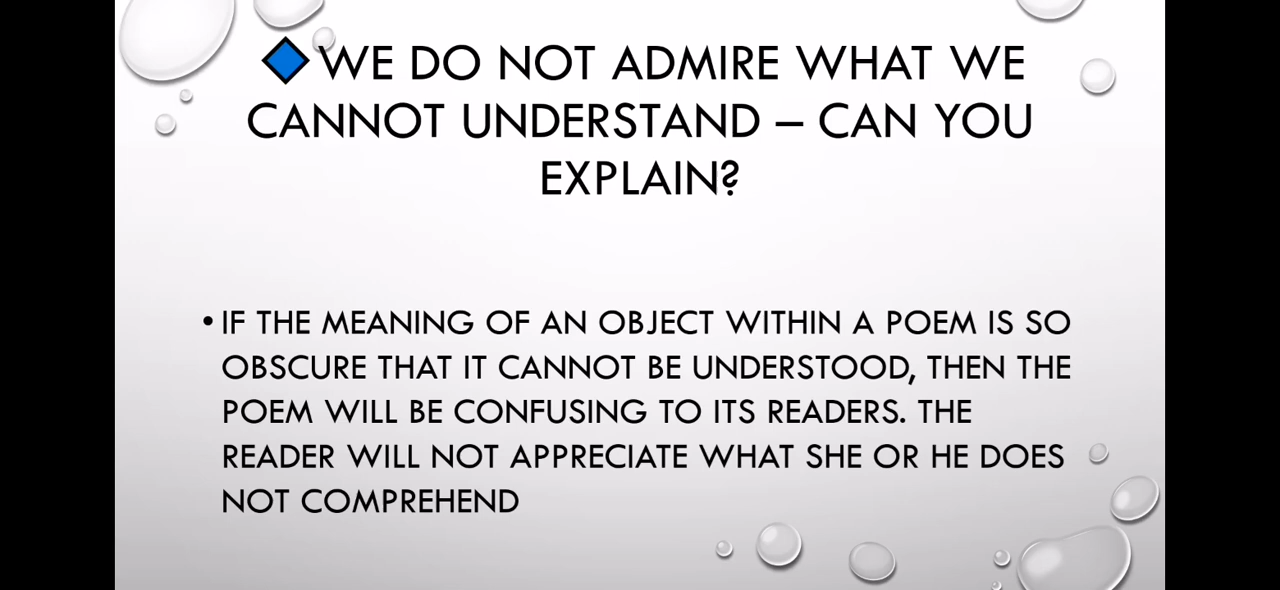 WE DO NOT ADMIRE WHAT WE
CANNOT UNDERSTAND – CAN YOU
EXPLAIN?
• IF THE MEANING OF AN OBJECT WITHIN A POEM IS SO
OBSCURE THAT IT CANNOT BE UNDERSTOOD, THEN THE
POEM WILL BE CONFUSING TO ITS READERS. THE
READER WILL NOT APPRECIATE WHAT SHE OR HE DOES
NOT COMPREHEND